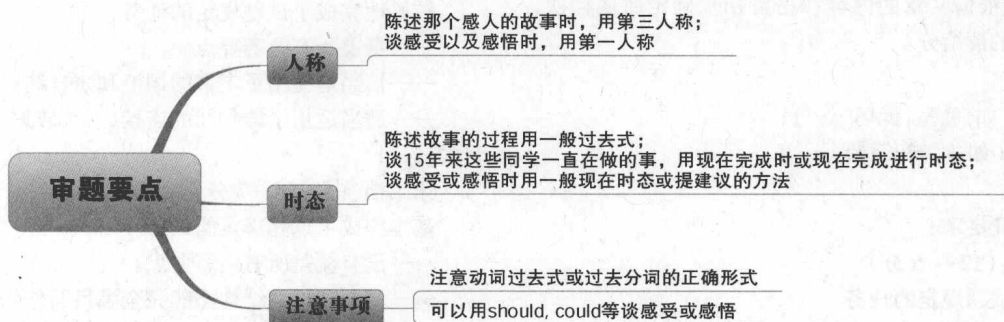 陈述那个感人的故事时，用第三人称；
谈感受以及感悟时，用第一人称
人称
陈述故事的过程用一般过去式；
谈15年来这些同学一直在做的事，用现在完成时或现在完成进行时态；
谈感受或感悟时用一般现在时态或提建议的方法
审题要点
时态
注意动词过去式或过去分词的正确形式
注意事项
可以用should, could等谈感受或感悟